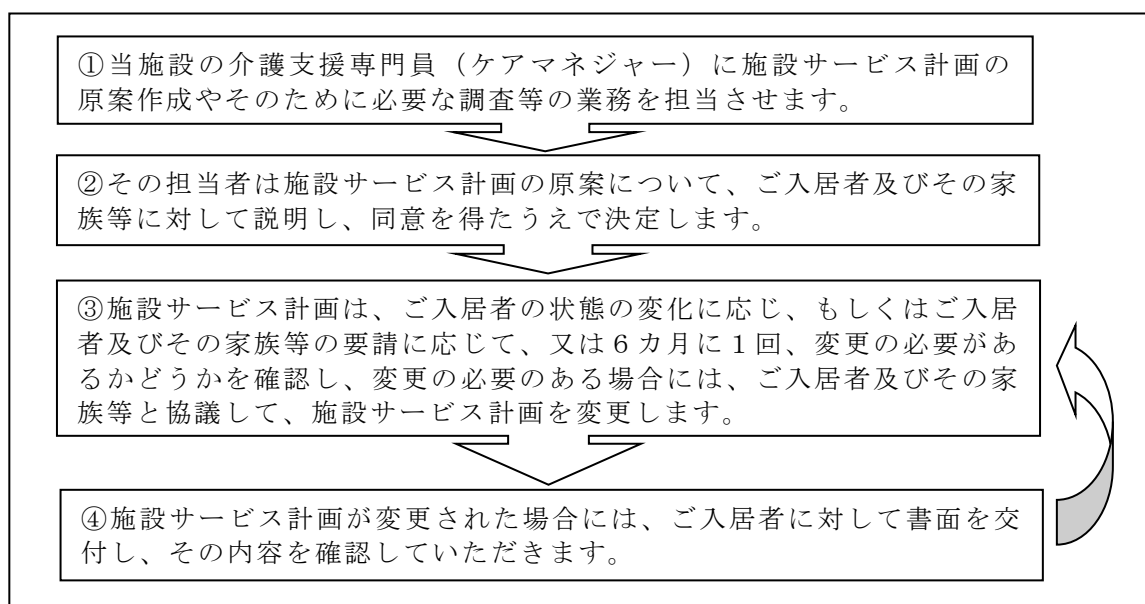 ①当施設の介護支援専門員（ケアマネジャー）に施設サービス計画の
原案作成やそのために必要な調査等の業務を担当させます。
②その担当者は施設サービス計画の原案について、ご入居者及びその家
族等に対して説明し、同意を得たうえで決定します。
③施設サービス計画は、ご入居者の状態の変化に応じ、もしくはご入居
者及びその家族等の要請に応じて、又は６カ月に１回、変更の必要があ
るかどうかを確認し、変更の必要のある場合には、ご入居者及びその家
族等と協議して、施設サービス計画を変更します。
④施設サービス計画が変更された場合には、ご入居者に対して書面を交
付し、その内容を確認していただきます。